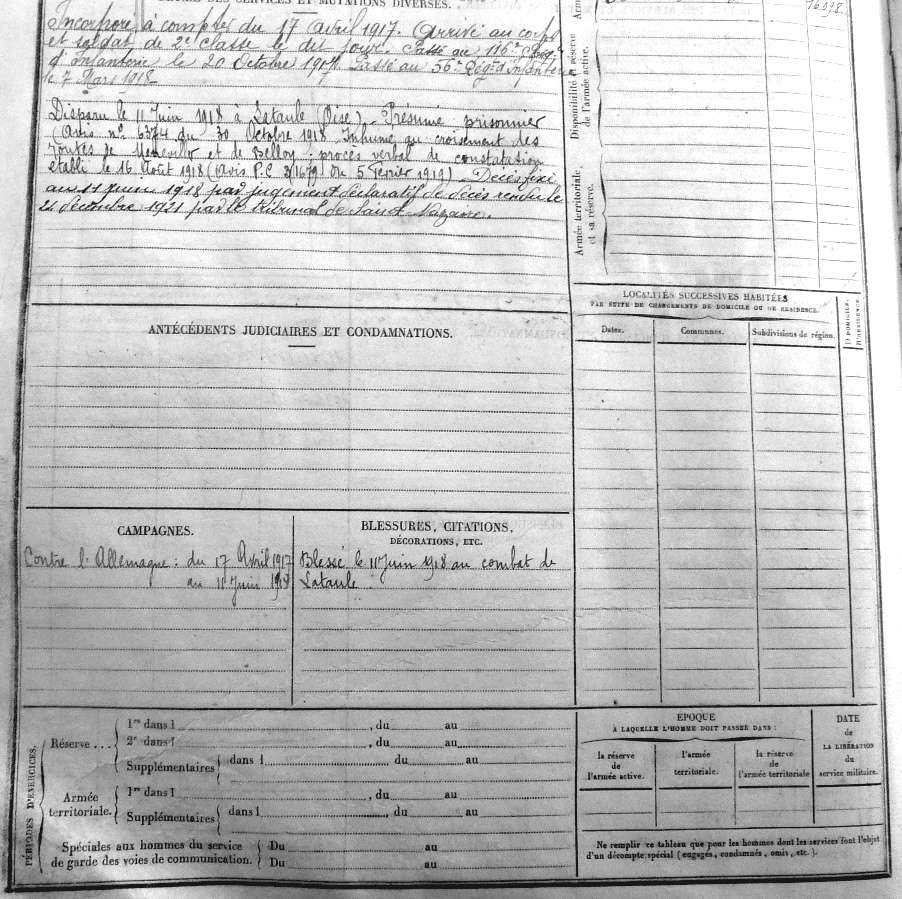 DES SERVICES ET MUTATIONS DIVERSES.
Incorporé à compter du 17 avril 1917. Arrivé au corps
et soldat de 2e classe le dit jour. Passé au 116e Régt
d'infanterie le 20 Octobre 1917. Passé au 56e Régt d'Infanterie
le 7 Mars 1918
Disparu le 11 Juin 1918 à Lataule (Oise). Présumé prisonnier
(Avis no 6374 du 30 Octobre 1918 Inhumé au croisement des
routes de et de Belloy; procès verbal de constatation
établi le 16 Août 1918 (Avis P.C. du 5 février 1919). Décès fixé
au 11 juin 1918 par jugement déclaratif de décès rendu le
21 décembre 1921 par le tribunal de Saint Nazaire.
Disponibilité et réserve
de l'armée active.
Armée territoriale
et sa réserve.
ANTÉCÉDENTS JUDICIAIRES ET CONDAMNATIONS.
LOCALITÉS SUCCESSIVES HABITÉES
PAR SUITE DE CHANGEMENTS DE DOMICILE OU DE RÉSIDENCE.
Dates.
Communes.
Subdivisions de région.
CAMPAGNES.
Contre l'Allemagne : du 17 Avril 1917
au 11 Juin 1918
BLESSURES, CITATIONS,
DÉCORATIONS, ETC.
Blessé le 11 Juin 1918 au combat de
Lataule.
PÉRIODES D'EXERCICES.
Réserve . . .
1re dans l , du au
2e dans l , du au
Supplémentaires dans l du au
Armée
territoriale.
1re dans l , du au
Supplémentaires dans l , du au
Spéciales aux hommes du service
de garde des voies de communication.
Du au
Du au
ÉPOQUE
À LAQUELLE L'HOMME DOIT PASSER DANS :
la réserve
de
l'armée active.
l'armée
territoriale.
la réserve
de
l'armée territoriale
DATE
de
LA LIBÉRATION
du
service militaire.
Ne remplir ce tableau que pour les hommes dont les services font l'objet
d'un décompte spécial (engagés, condamnés, omis, etc.).